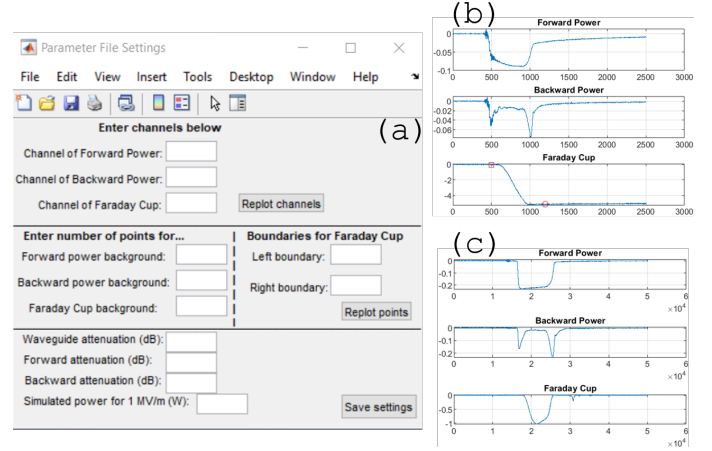 Parameter File Settings
File Edit View Insert Tools Desktop Window Help
Enter channels below
(a)
Channel of Forward Power:
Channel of Backward Power:
Channel of Faraday Cup: Replot channels
Enter number of points for... Boundaries for Faraday Cup
Forward power background: Left boundary:
Backward power background: Right boundary:
Faraday Cup background: Replot points
Waveguide attenuation (dB):
Forward attenuation (dB):
Backward attenuation (dB):
Simulated power for 1 MV/m (W): Save settings
(b)
Forward Power
0
-0.05
-0.1
0 500 1000 1500 2000 2500 3000
Backward Power
0
-0.02
-0.04
-0.06
0 500 1000 1500 2000 2500 3000
Faraday Cup
0
-2
-4
0 500 1000 1500 2000 2500 3000
(c)
Forward Power
0
-0.1
-0.2
0 1 2 3 4 5 6
×10^4
Backward Power
0
-0.1
-0.2
0 1 2 3 4 5 6
×10^4
Faraday Cup
0
-0.5
-1
0 1 2 3 4 5 6
×10^4